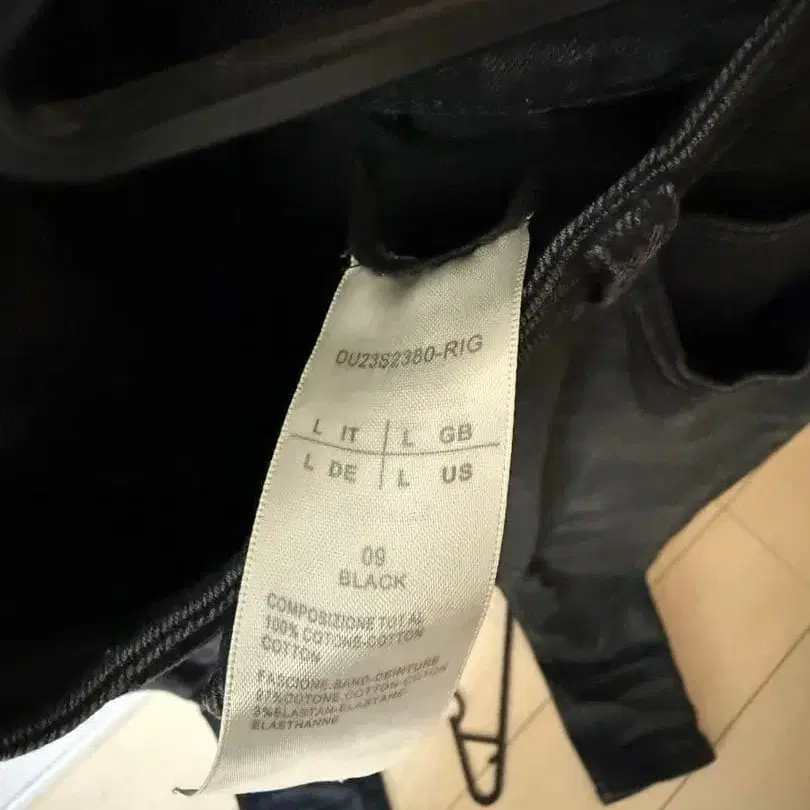 DU23S2380-RIG
L IT L GB
L DE L US
09
BLACK
COMPOSIZIONE TOTAL
100% COTONE-COTTON
COTTON
FASCIONE-BAND-CEINTURE
97%COTONE.COTTON-COTON
3%ELASTAN-ELASTANE
ELASTHANNE